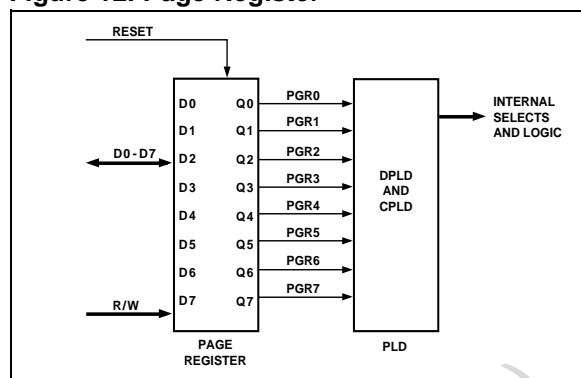 Figure 12. Page Register
RESET
D0 Q0 PGR0
D1 Q1 PGR1
D0-D7 D2 Q2 PGR2
D3 Q3 PGR3
D4 Q4 PGR4
D5 Q5 PGR5
D6 Q6 PGR6
R/W D7 Q7 PGR7
PAGE
REGISTER
DPLD
AND
CPLD
PLD
INTERNAL
SELECTS
AND LOGIC